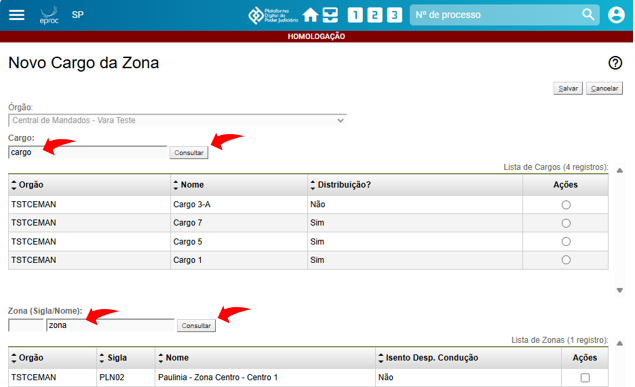 eproc SP Plataforma Digital do Poder Judiciário 1 2 3 Nº de processo
HOMOLOGAÇÃO
Novo Cargo da Zona
Salvar Cancelar
Órgão:
Central de Mandados - Vara Teste
Cargo:
cargo Consultar
Lista de Cargos (4 registros):
Orgão Nome Distribuição? Ações
TSTCEMAN Cargo 3-A Não
TSTCEMAN Cargo 7 Sim
TSTCEMAN Cargo 5 Sim
TSTCEMAN Cargo 1 Sim
Zona (Sigla/Nome):
zona Consultar
Lista de Zonas (1 registro):
Orgão Sigla Nome Isento Desp. Condução Ações
TSTCEMAN PLN02 Paulinia - Zona Centro - Centro 1 Não